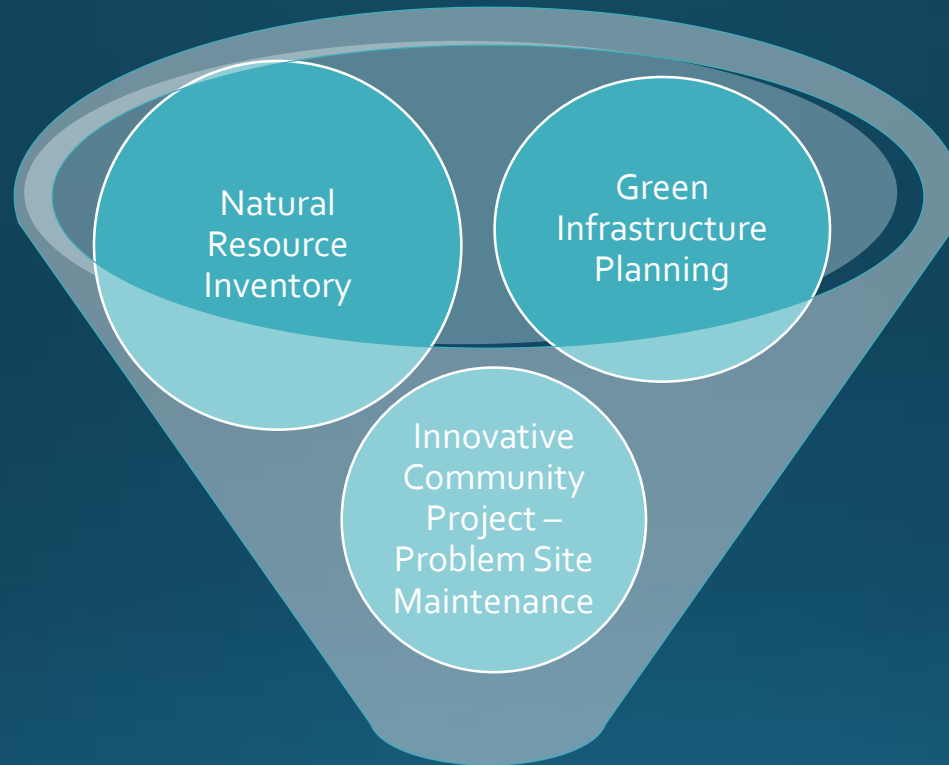 Natural
Resource
Inventory
Green
Infrastructure
Planning
Innovative
Community
Project –
Problem Site
Maintenance